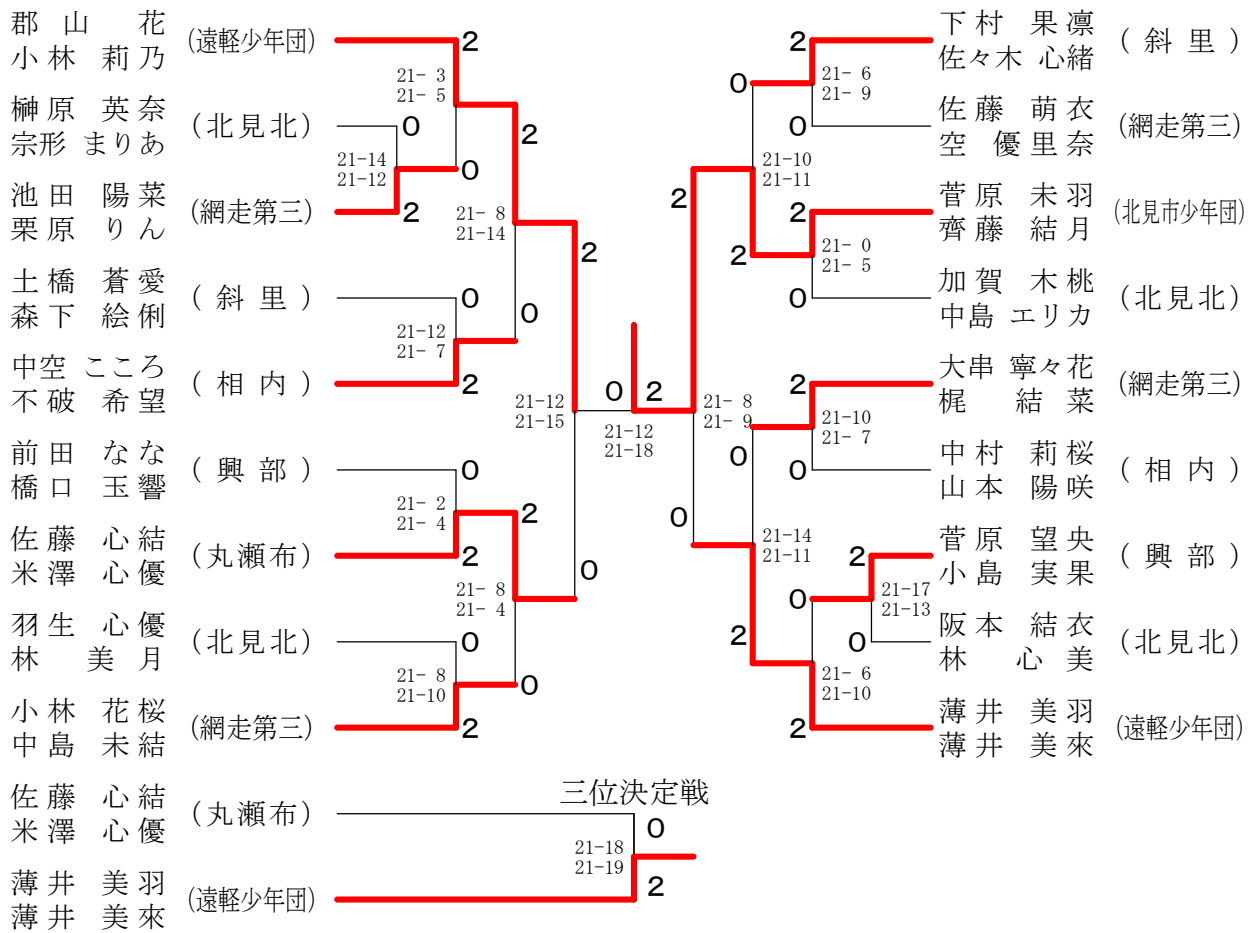 郡 山 花
小林 莉乃
(遠軽少年団)
2
21- 3
21- 5
榊原 英奈
宗形 まりあ
(北見北)
0
21-14
21-12
0
2
池田 陽菜
栗原 りん
(網走第三)
2
21- 8
21-14
2
土橋 蒼愛
森下 絵俐
(斜里)
0
21-12
21- 7
0
中空 こころ
不破 希望
(相内)
2
21-12
21-15
0
2
21-12
21-18
前田 なな
橋口 玉響
(興部)
0
21- 2
21- 4
2
佐藤 心結
米澤 心優
(丸瀬布)
2
21- 8
21- 4
0
羽生 心優
林 美月
(北見北)
0
21- 8
21-10
0
小林 花桜
中島 未結
(網走第三)
2
下村 果凛
佐々木 心緒
(斜里)
2
0
21- 6
21- 9
佐藤 萌衣
空 優里奈
(網走第三)
0
21-10
21-11
2
菅原 未羽
齊藤 結月
(北見市少年団)
2
2
21- 0
21- 5
加賀 木桃
中島 エリカ
(北見北)
0
大串 寧々花
梶 結菜
(網走第三)
2
21- 8
21- 9
21-10
21- 7
0
中村 莉桜
山本 陽咲
(相内)
0
0
21-14
21-11
菅原 望央
小島 実果
(興部)
2
21-17
21-13
0
阪本 結衣
林 心美
(北見北)
0
2
21- 6
21-10
薄井 美羽
薄井 美來
(遠軽少年団)
2
三位決定戦
佐藤 心結
米澤 心優
(丸瀬布)
0
21-18
21-19
薄井 美羽
薄井 美來
(遠軽少年団)
2